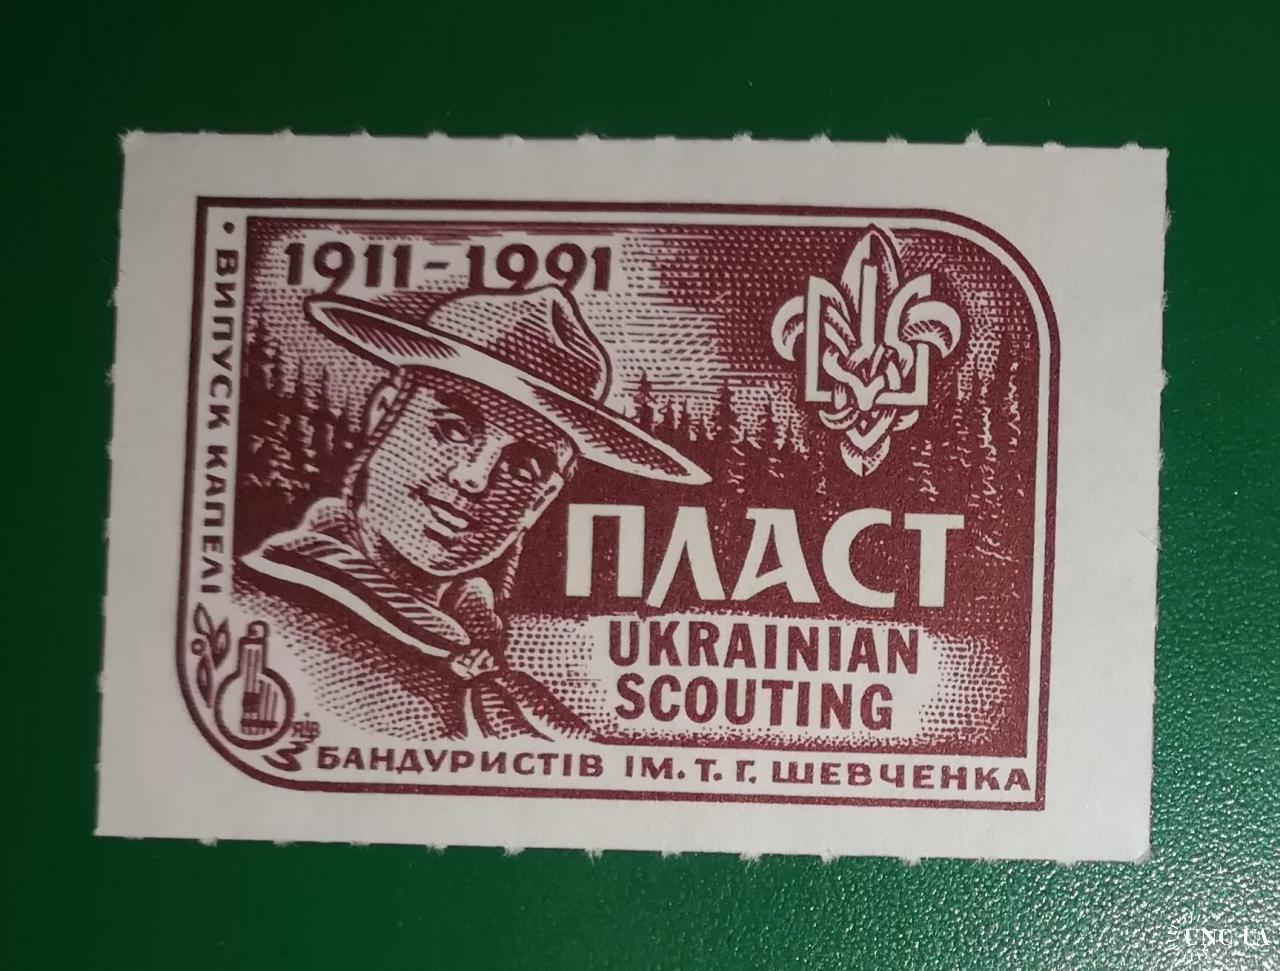 1911-1991
• ВИПУСК КАПЕЛІ
ПЛАСТ
UKRAINIAN
SCOUTING
БАНДУРИСТІВ ІМ. Т. Г. ШЕВЧЕНКА
UNC.UA